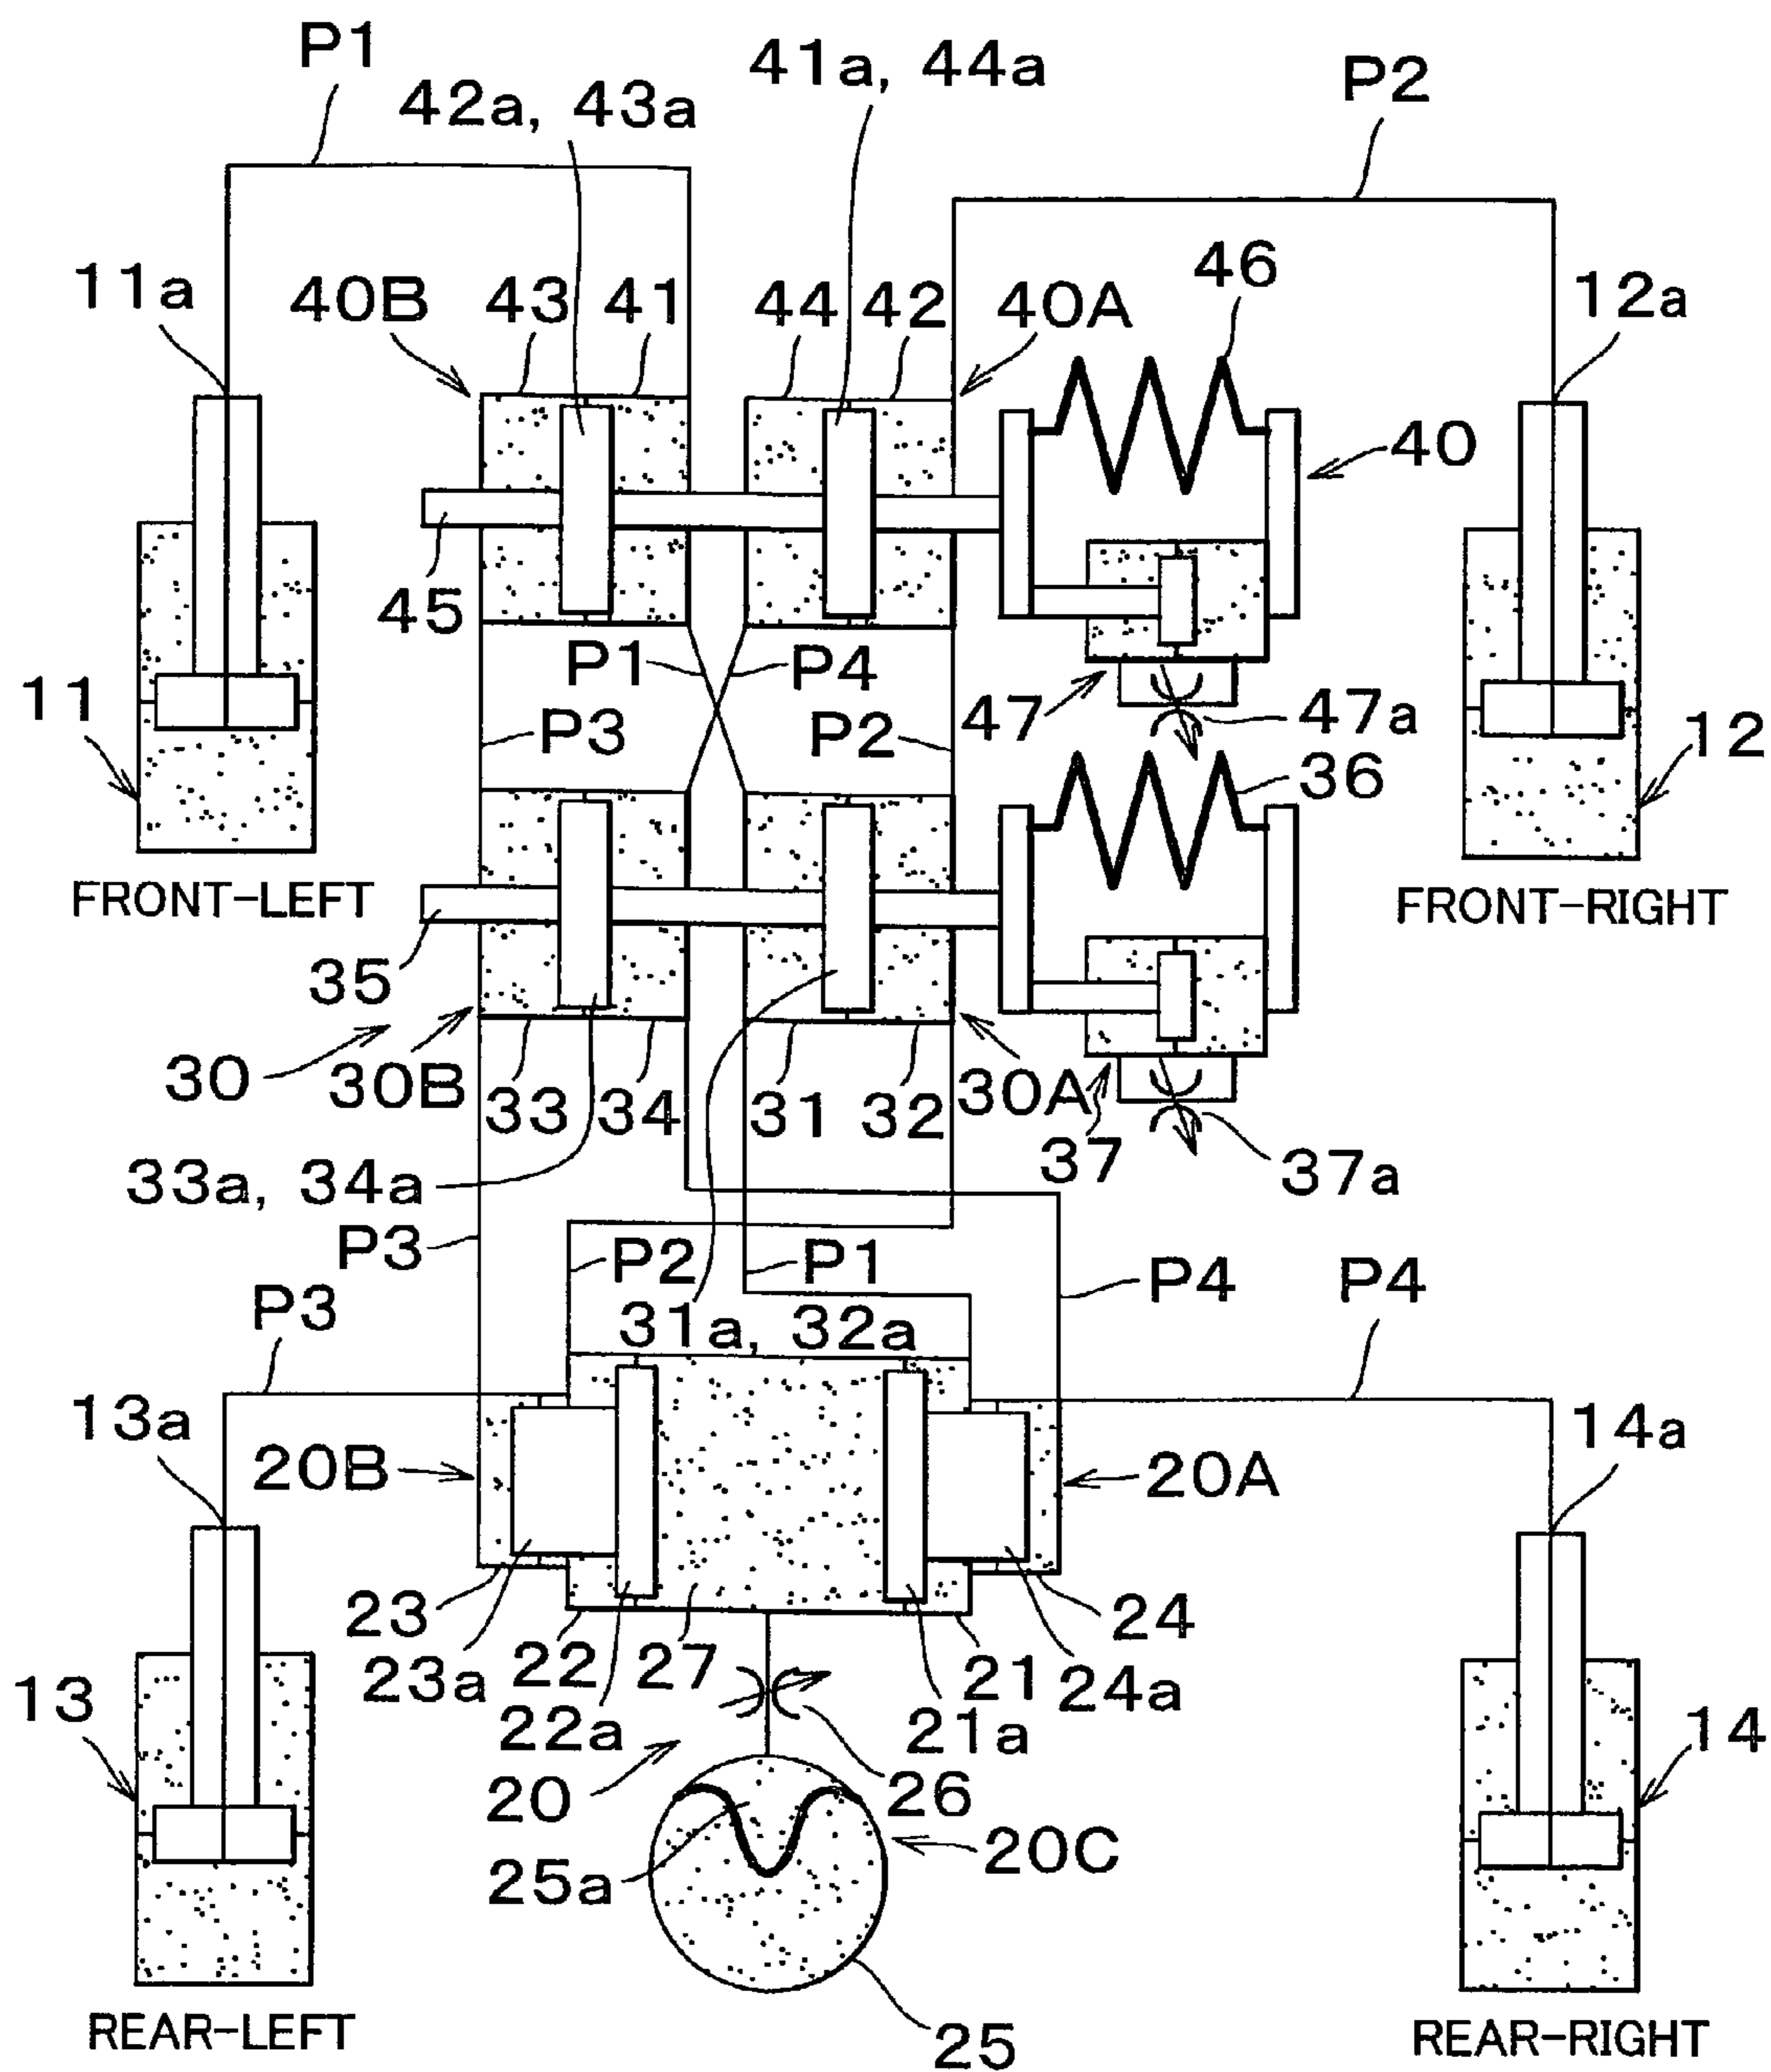 P1
41a, 44a
P2
42a, 43a
11a
40B
43
41
44
42
40A
46
12a
40
45
P1
P4
11
P3
P2
47
47a
12
36
FRONT-LEFT
FRONT-RIGHT
35
30
30B
33
34
31
32
30A
37
37a
33a, 34a
P3
P2
P1
P4
P4
P3
31a, 32a
13a
14a
20B
20A
23
22
27
21
24
23a
22a
21a
24a
13
14
20
26
25a
20C
25
REAR-LEFT
REAR-RIGHT